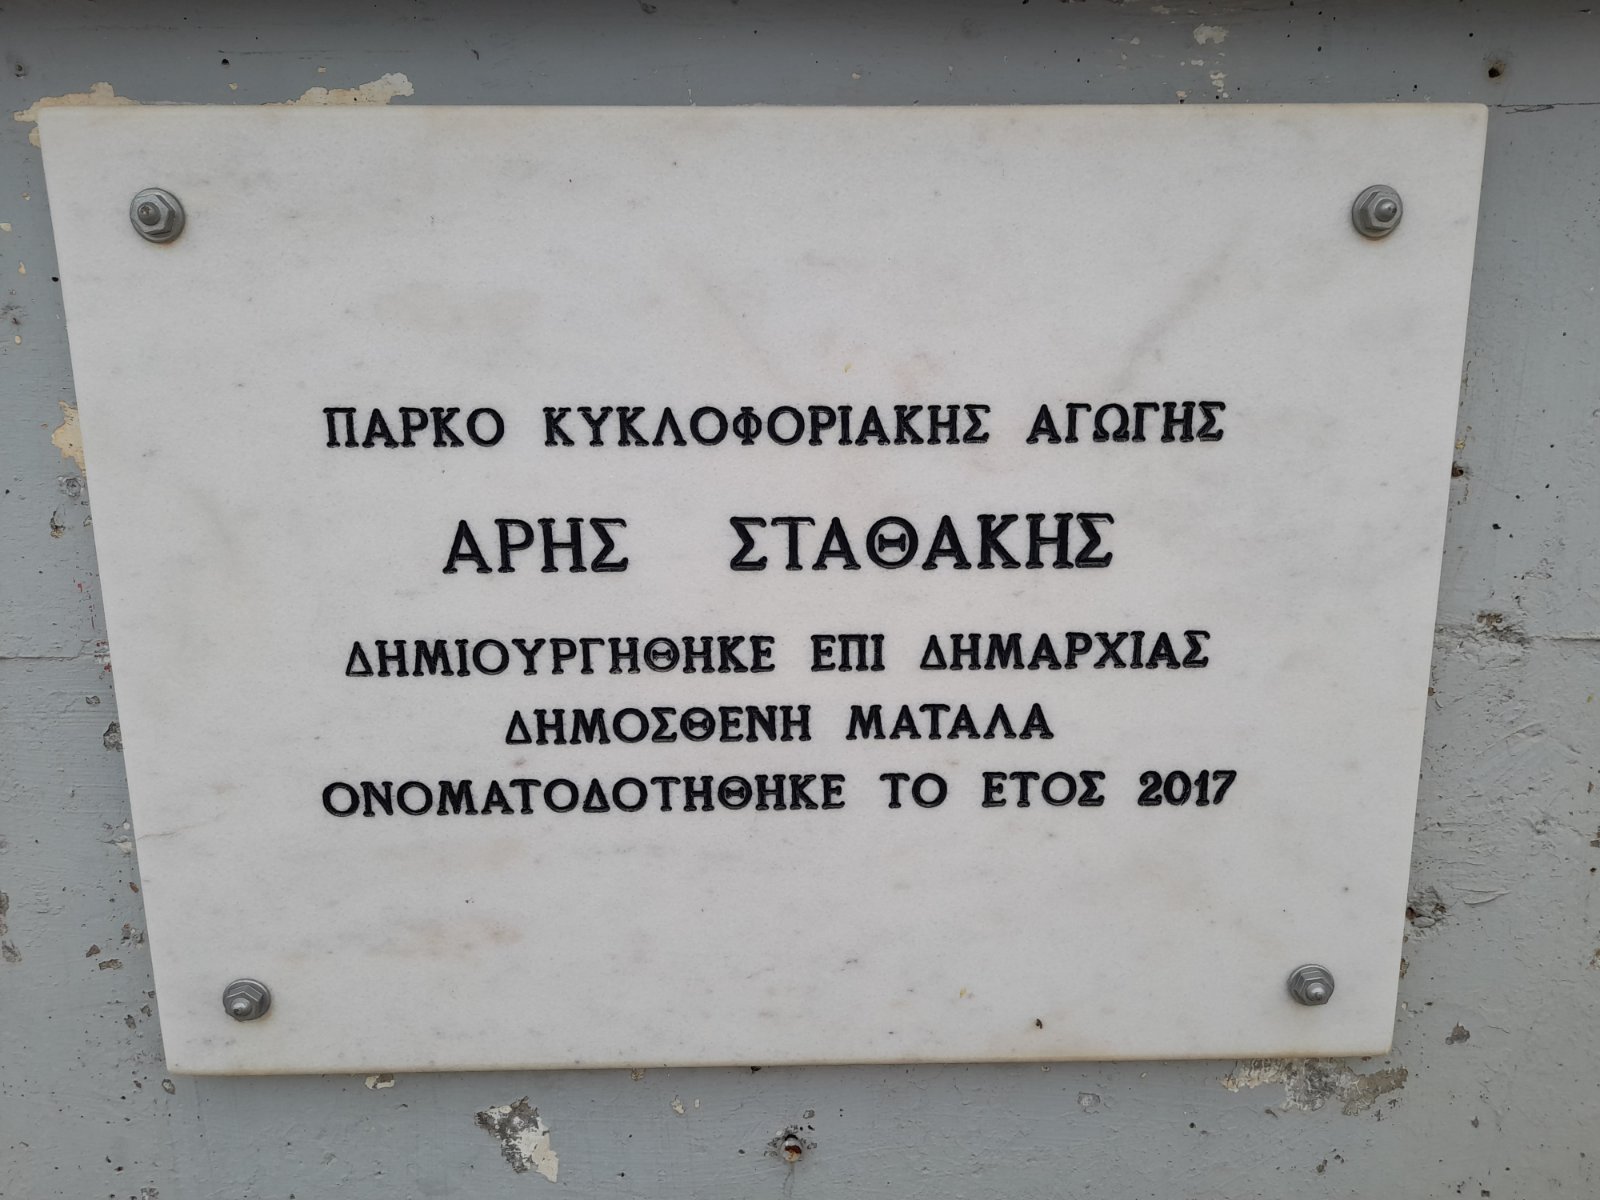 ΠΑΡΚΟ ΚΥΚΛΟΦΟΡΙΑΚΗΣ ΑΓΩΓΗΣ
ΑΡΗΣ ΣΤΑΘΑΚΗΣ
ΔΗΜΙΟΥΡΓΗΘΗΚΕ ΕΠΙ ΔΗΜΑΡΧΙΑΣ
ΔΗΜΟΣΘΕΝΗ ΜΑΤΑΛΑ
ΟΝΟΜΑΤΟΔΟΤΗΘΗΚΕ ΤΟ ΕΤΟΣ 2017